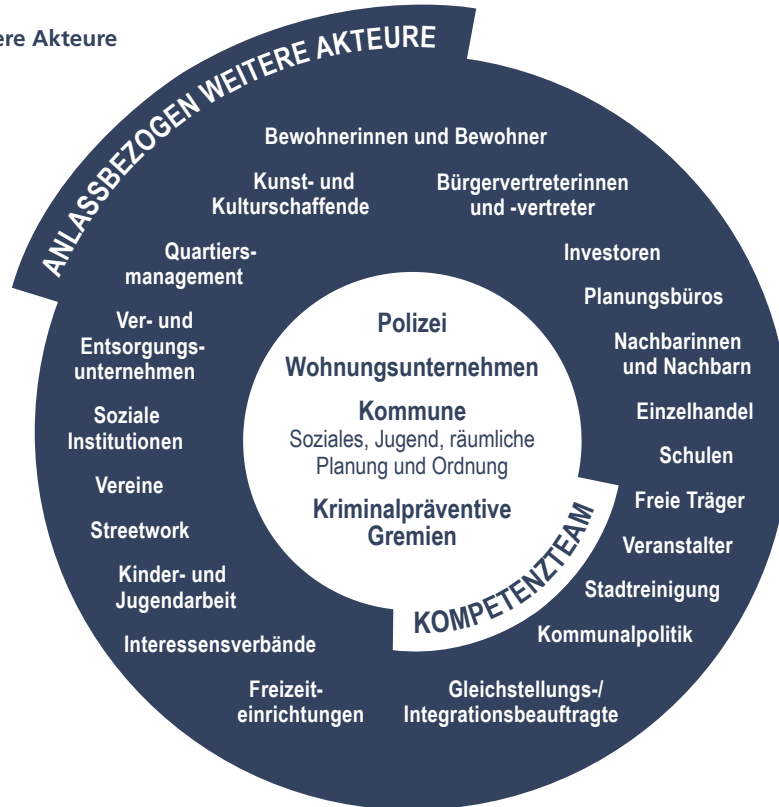 ere Akteure
ANLASSBEZOGEN WEITERE AKTEURE
Bewohnerinnen und Bewohner
Kunst- und
Kulturschaffende
Bürgervertreterinnen
und -vertreter
Quartiers-
management
Investoren
Planungsbüros
Ver- und
Entsorgungs-
unternehmen
Nachbarinnen
und Nachbarn
Soziale
Institutionen
Einzelhandel
Schulen
Vereine
Freie Träger
Streetwork
Veranstalter
Kinder- und
Jugendarbeit
Stadtreinigung
Interessensverbände
Kommunalpolitik
Freizeit-
einrichtungen
Gleichstellungs-/
Integrationsbeauftragte
Polizei
Wohnungsunternehmen
Kommune
Soziales, Jugend, räumliche
Planung und Ordnung
Kriminalpräventive
Gremien
KOMPETENZTEAM